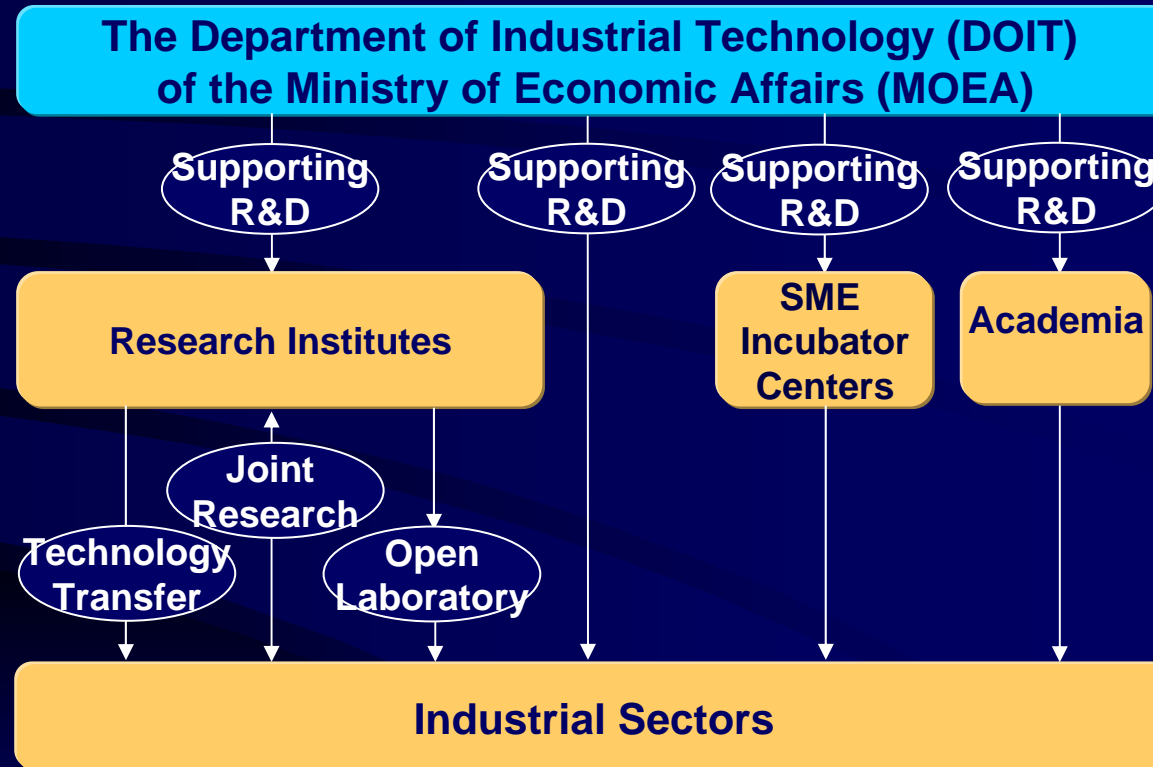 The Department of Industrial Technology (DOIT)
of the Ministry of Economic Affairs (MOEA)
Supporting
R&D
Supporting
R&D
Supporting
R&D
Supporting
R&D
Research Institutes
SME
Incubator
Centers
Academia
Joint
Research
Technology
Transfer
Open
Laboratory
Industrial Sectors